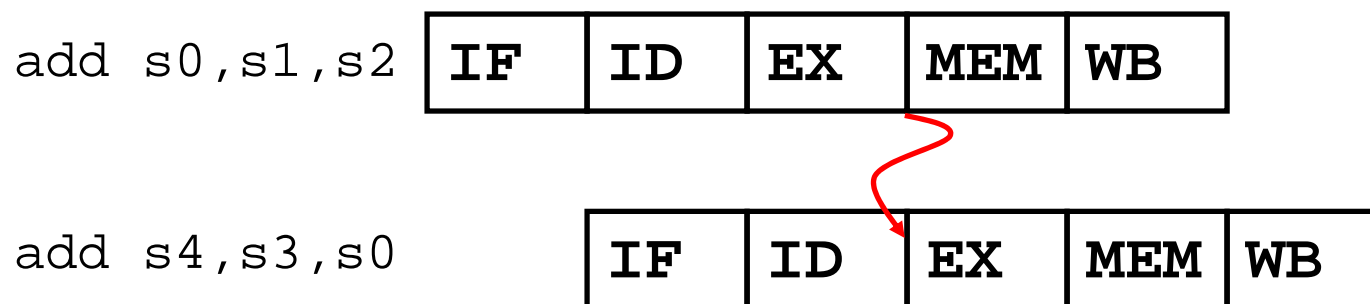 add s0,s1,s2 IF ID EX MEM WB
add s4,s3,s0 IF ID EX MEM WB